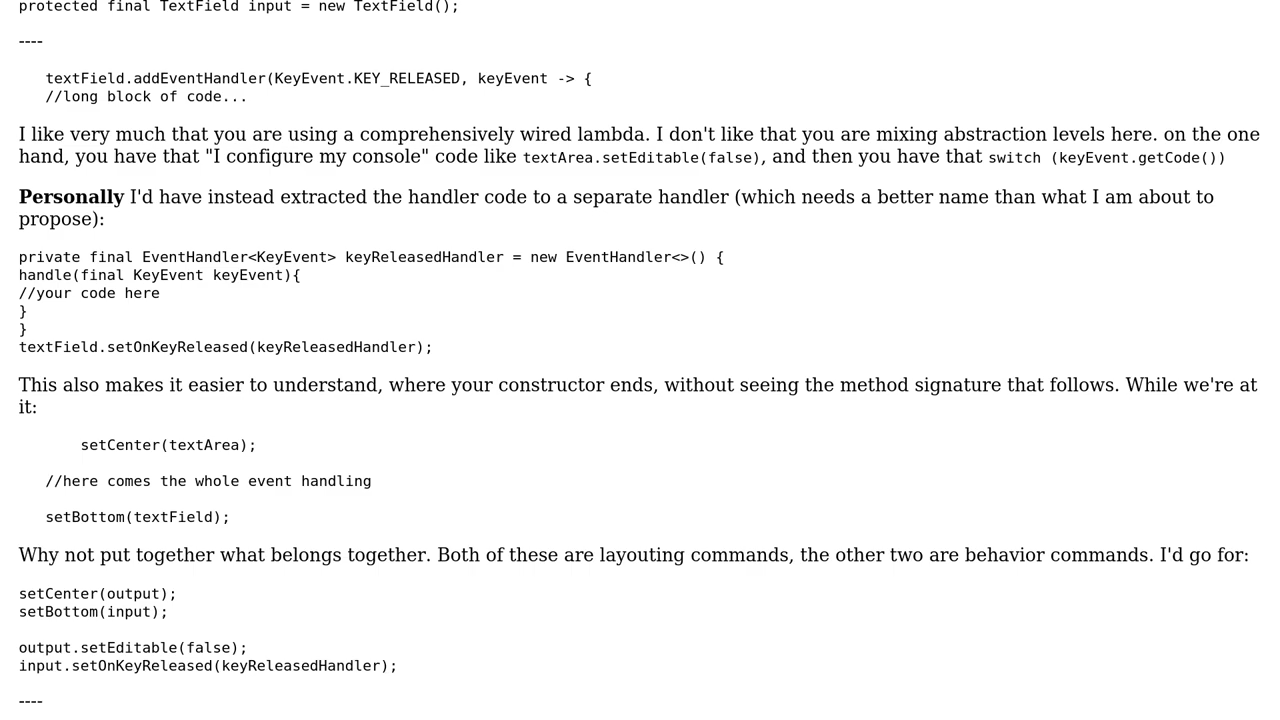 protected final TextField input = new TextField();
----
textField.addEventHandler(KeyEvent.KEY_RELEASED, keyEvent -> {
//long block of code...
I like very much that you are using a comprehensively wired lambda. I don't like that you are mixing abstraction levels here. on the one
hand, you have that "I configure my console" code like textArea.setEditable(false), and then you have that switch (keyEvent.getCode())
Personally I'd have instead extracted the handler code to a separate handler (which needs a better name than what I am about to
propose):
private final EventHandler<KeyEvent> keyReleasedHandler = new EventHandler<>() {
handle(final KeyEvent keyEvent){
//your code here
}
}
textField.setOnKeyReleased(keyReleasedHandler);
This also makes it easier to understand, where your constructor ends, without seeing the method signature that follows. While we're at
it:
setCenter(textArea);
//here comes the whole event handling
setBottom(textField);
Why not put together what belongs together. Both of these are layouting commands, the other two are behavior commands. I'd go for:
setCenter(output);
setBottom(input);
output.setEditable(false);
input.setOnKeyReleased(keyReleasedHandler);
----